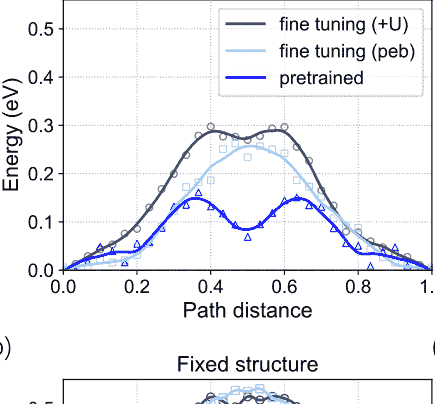 0.5
0.4
0.3
0.2
0.1
0.0
Energy (eV)
fine tuning (+U)
fine tuning (peb)
pretrained
0.0 0.2 0.4 0.6 0.8 1.
Path distance
)
(
Fixed structure